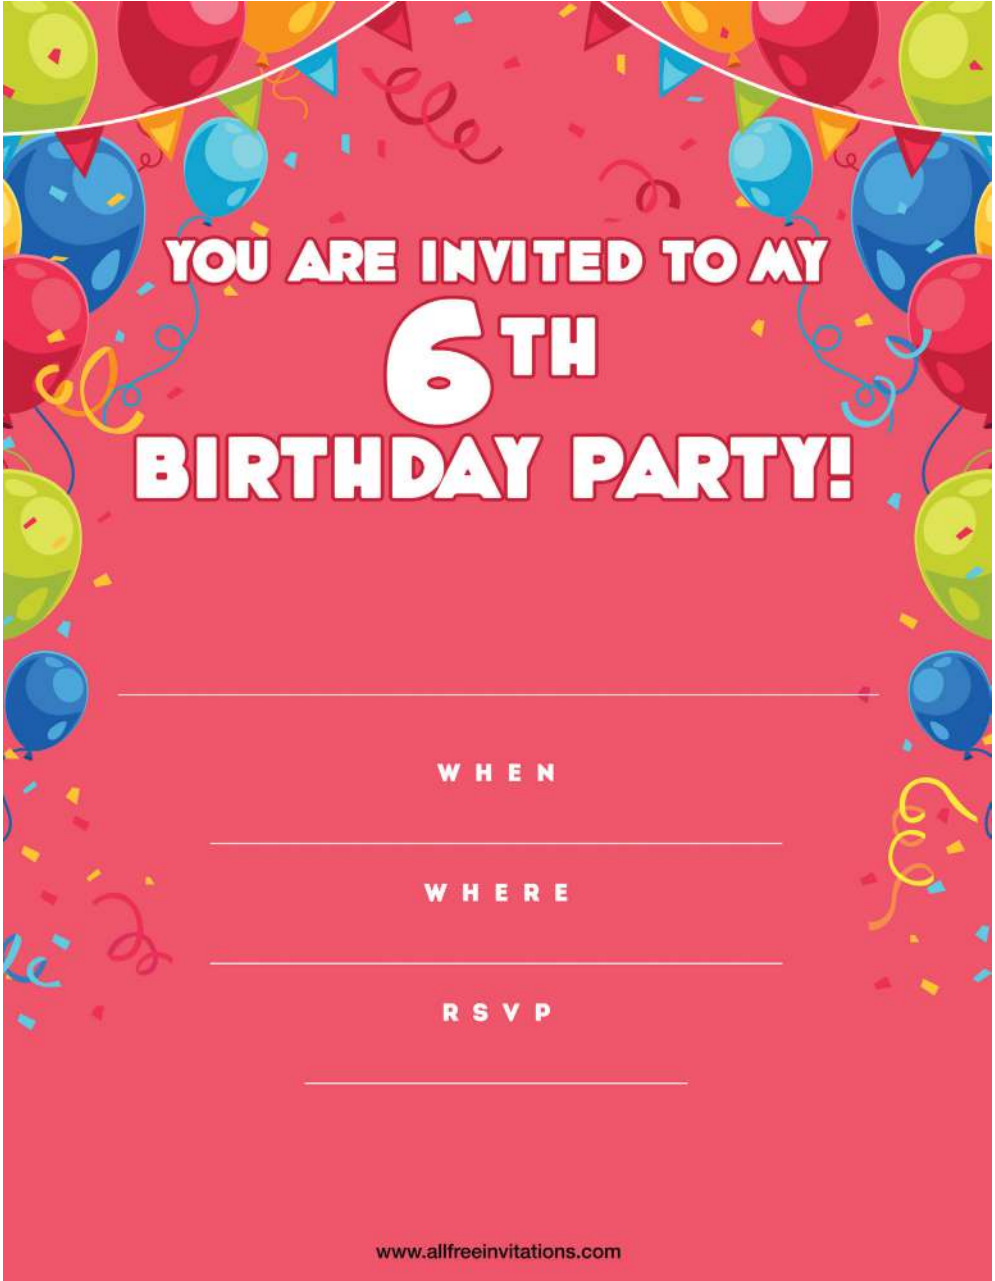 YOU ARE INVITED TO MY
6TH
BIRTHDAY PARTY!
WHEN
WHERE
RSVP
www.allfreeinvitations.com